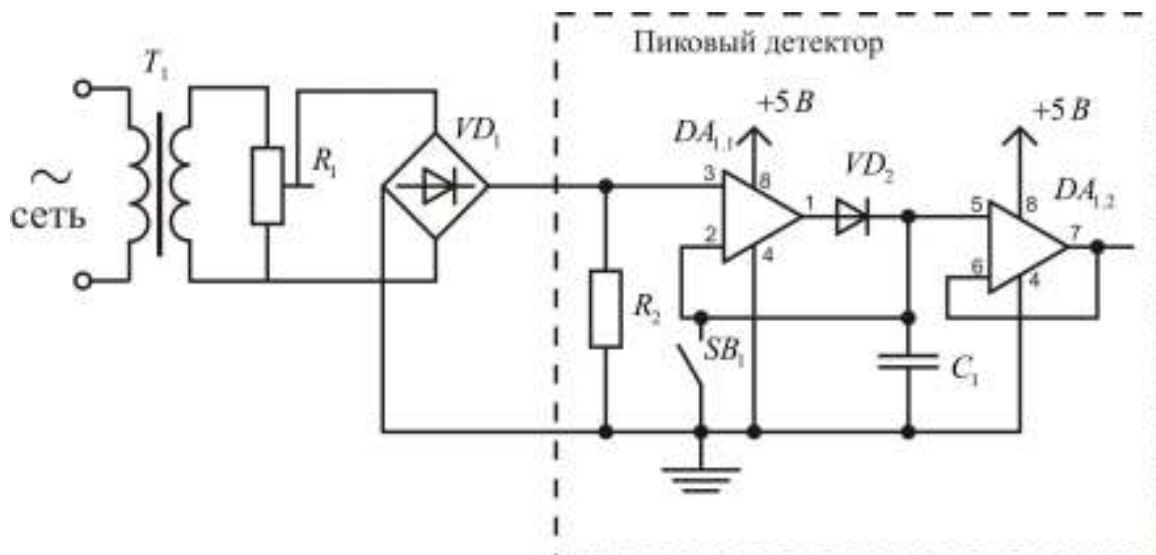 Пиковый детектор
T₁
+5 В
+5 В
DA₁.₁
VD₁
VD₂
DA₁.₂
R₁
~
сеть
3
8
1
5
8
2
4
7
6
4
R₂
SB₁
C₁